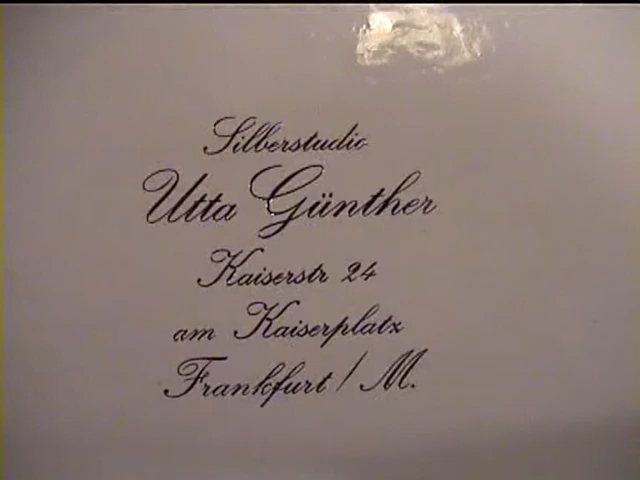 Silberstudio
Utta Günther
Kaiserstr 24
am Kaiserplatz
Frankfurt / M.